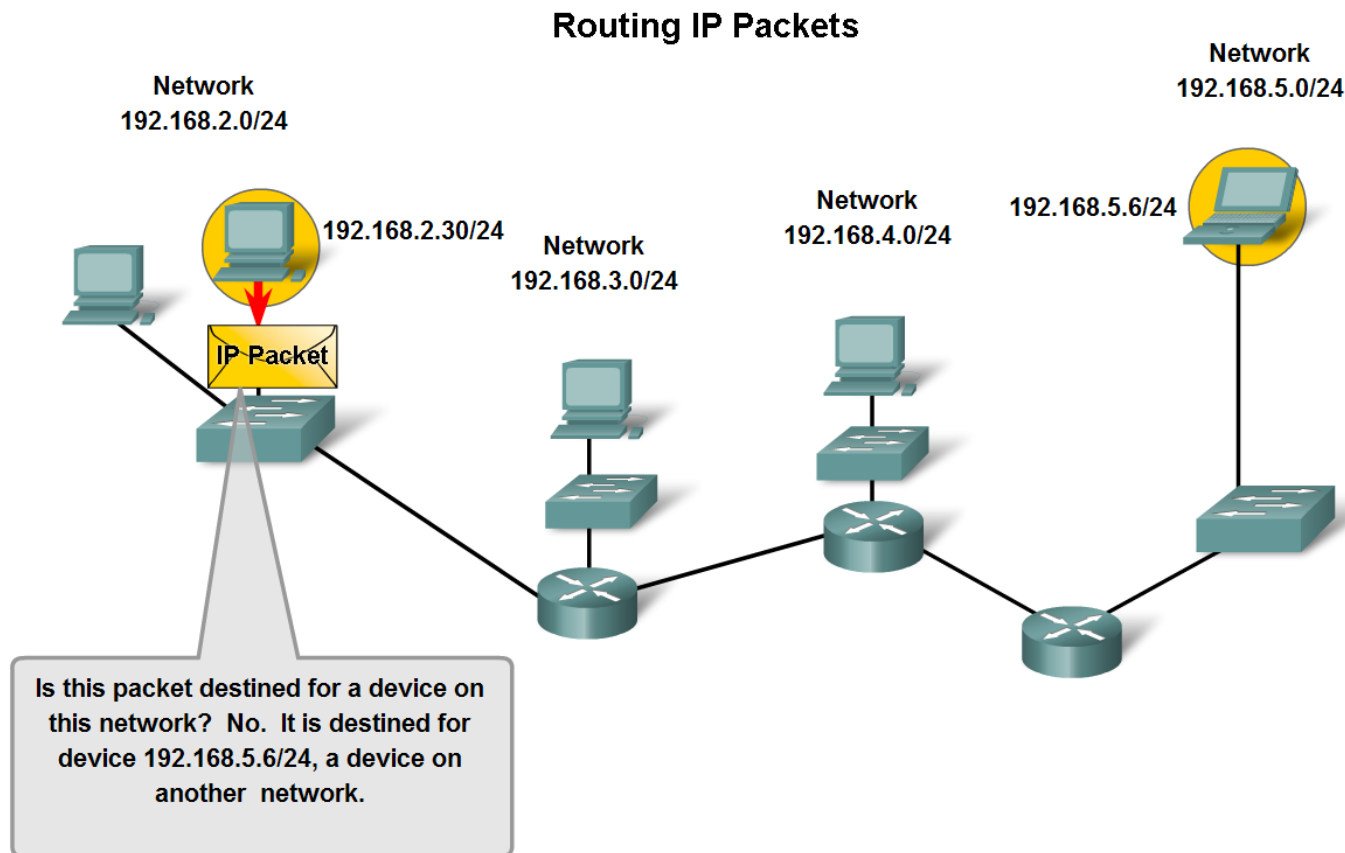 Routing IP Packets
Network
192.168.2.0/24
Network
192.168.5.0/24
192.168.2.30/24
Network
192.168.3.0/24
Network
192.168.4.0/24
192.168.5.6/24
IP Packet
Is this packet destined for a device on
this network? No. It is destined for
device 192.168.5.6/24, a device on
another network.